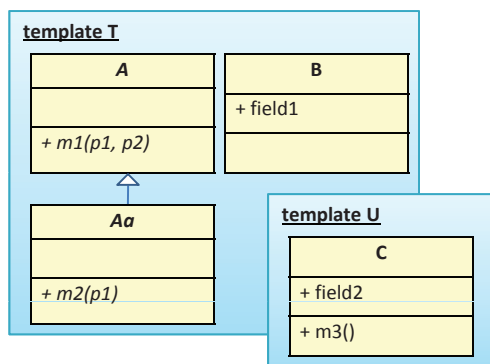 template T
A
+ m1(p1, p2)
B
+ field1
Aa
+ m2(p1)
template U
C
+ field2
+ m3()